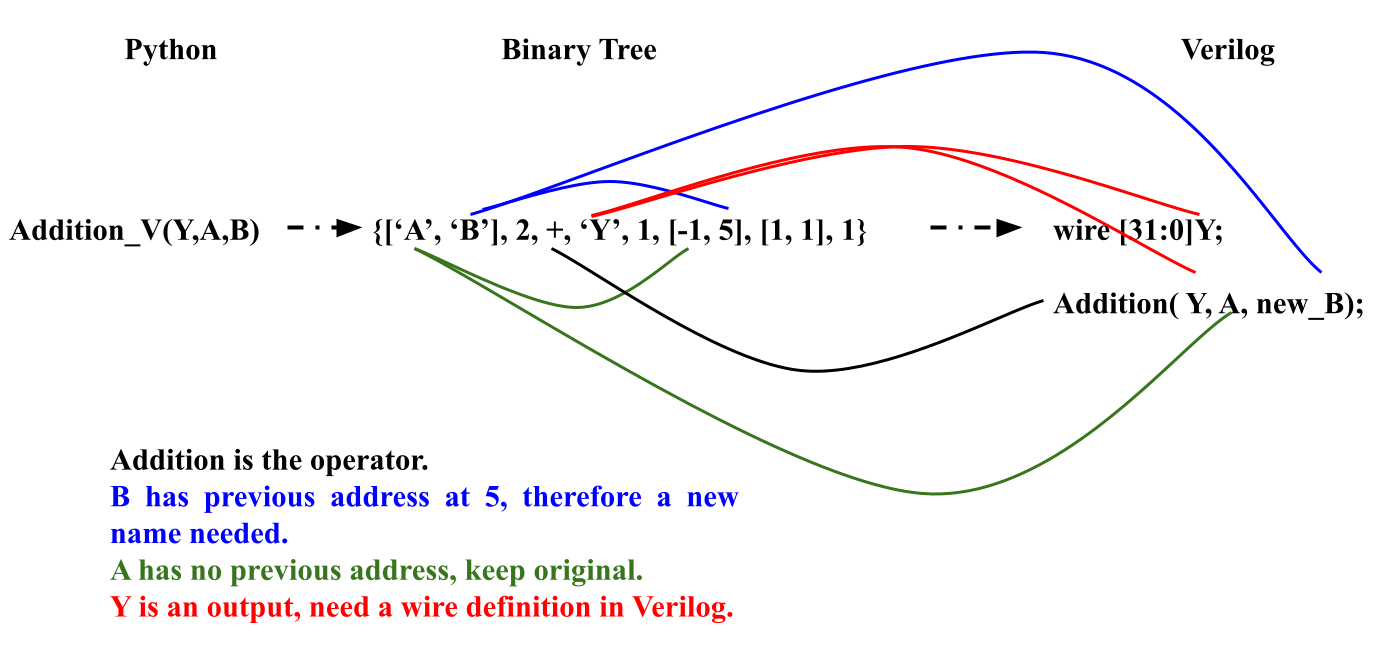 Python Binary Tree Verilog
Addition_V(Y,A,B) {[‘A’, ‘B’], 2, +, ‘Y’, 1, [-1, 5], [1, 1], 1} wire [31:0]Y;
Addition( Y, A, new_B);
Addition is the operator.
B has previous address at 5, therefore a new
name needed.
A has no previous address, keep original.
Y is an output, need a wire definition in Verilog.